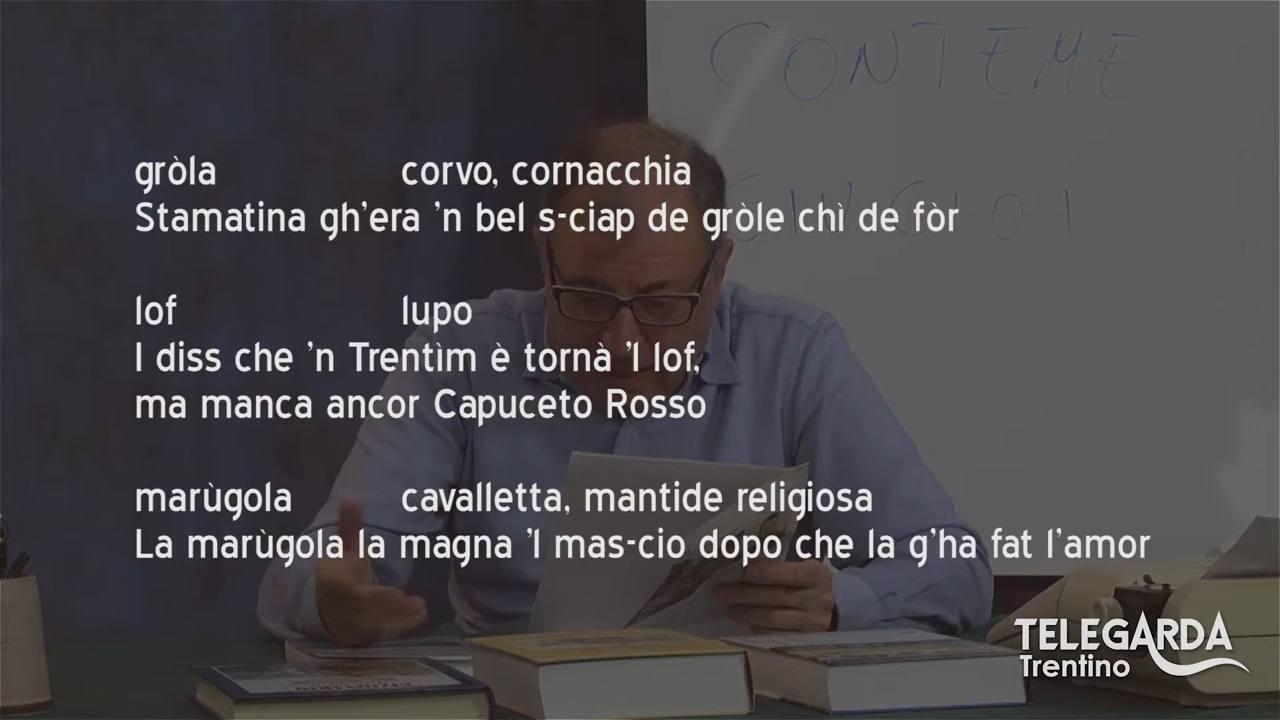 CONTEME
gròla corvo, cornacchia
Stamatina gh'era 'n bel s-ciap de gròle chì de fòr
lof lupo
I diss che 'n Trentìm è tornà 'l lof,
ma manca ancor Capuceto Rosso
marùgola cavalletta, mantide religiosa
La marùgola la magna 'l mas-cio dopo che la g'ha fat l'amor
TELEGARDA
Trentino